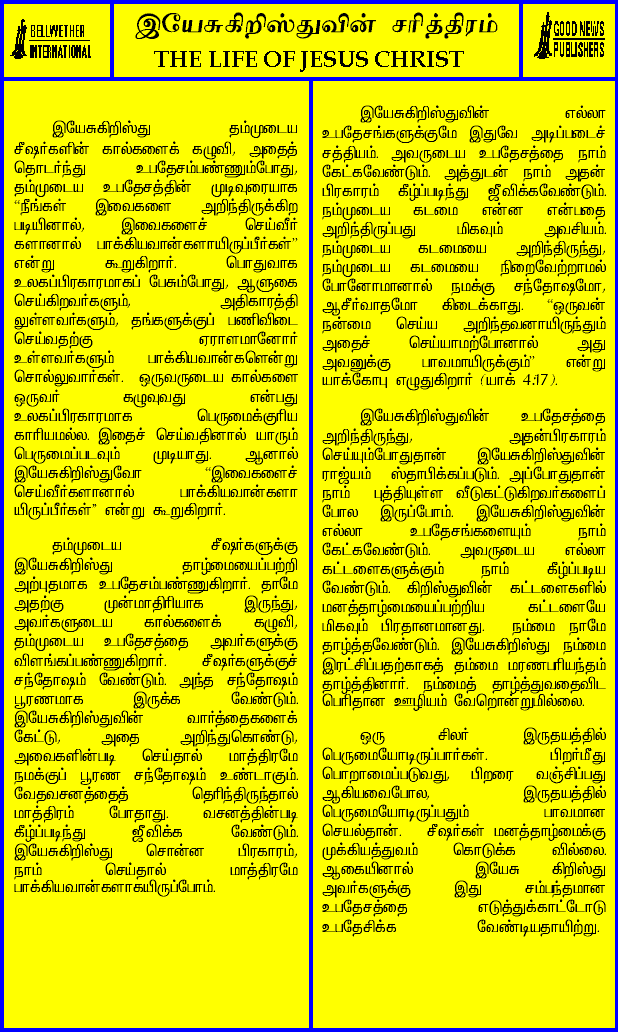 BELLWETHER
INTERNATIONAL
இயேசுகிறிஸ்துவின் சரித்திரம்
THE LIFE OF JESUS CHRIST
GOOD NEWS
PUBLISHERS
இயேசுகிறிஸ்து தம்முடைய
சீஷர்களின் கால்களைக் கழுவி, அதைத்
தொடர்ந்து உபதேசம்பண்ணும்போது,
தம்முடைய உபதேசத்தின் முடிவுரையாக
“நீங்கள் இவைகளை அறிந்திருக்கிற
படியினால், இவைகளைச் செய்வீர்
களானால் பாக்கியவான்களாயிருப்பீர்கள்”
என்று கூறுகிறார். பொதுவாக
உலகப்பிரகாரமாகப் பேசும்போது, ஆளுகை
செய்கிறவர்களும், அதிகாரத்தி
லுள்ளவர்களும், தங்களுக்குப் பணிவிடை
செய்வதற்கு ஏராளமானோர்
உள்ளவர்களும் பாக்கியவான்களென்று
சொல்லுவார்கள். ஒருவருடைய கால்களை
ஒருவர் கழுவுவது என்பது
உலகப்பிரகாரமாக பெருமைக்குரிய
காரியமல்ல. இதைச் செய்வதினால் யாரும்
பெருமைப்படவும் முடியாது. ஆனால்
இயேசுகிறிஸ்துவோ “இவைகளைச்
செய்வீர்களானால் பாக்கியவான்களா
யிருப்பீர்கள்” என்று கூறுகிறார்.
தம்முடைய சீஷர்களுக்கு
இயேசுகிறிஸ்து தாழ்மையைப்பற்றி
அற்புதமாக உபதேசம்பண்ணுகிறார். தாமே
அதற்கு முன்மாதிரியாக இருந்து,
அவர்களுடைய கால்களைக் கழுவி,
தம்முடைய உபதேசத்தை அவர்களுக்கு
விளங்கப்பண்ணுகிறார். சீஷர்களுக்குச்
சந்தோஷம் வேண்டும். அந்த சந்தோஷம்
பூரணமாக இருக்க வேண்டும்.
இயேசுகிறிஸ்துவின் வார்த்தைகளைக்
கேட்டு, அதை அறிந்துகொண்டு,
அவைகளின்படி செய்தால் மாத்திரமே
நமக்குப் பூரண சந்தோஷம் உண்டாகும்.
வேதவசனத்தைத் தெரிந்திருந்தால்
மாத்திரம் போதாது. வசனத்தின்படி
கீழ்ப்படிந்து ஜீவிக்க வேண்டும்.
இயேசுகிறிஸ்து சொன்ன பிரகாரம்,
நாம் செய்தால் மாத்திரமே
பாக்கியவான்களாகயிருப்போம்.
இயேசுகிறிஸ்துவின் எல்லா
உபதேசங்களுக்குமே இதுவே அடிப்படைச்
சத்தியம். அவருடைய உபதேசத்தை நாம்
கேட்கவேண்டும். அத்துடன் நாம் அதன்
பிரகாரம் கீழ்ப்படிந்து ஜீவிக்கவேண்டும்.
நம்முடைய கடமை என்ன என்பதை
அறிந்திருப்பது மிகவும் அவசியம்.
நம்முடைய கடமையை அறிந்திருந்து,
நம்முடைய கடமையை நிறைவேற்றாமல்
போனோமானால் நமக்கு சந்தோஷமோ,
ஆசீர்வாதமோ கிடைக்காது. “ஒருவன்
நன்மை செய்ய அறிந்தவனாயிருந்தும்
அதைச் செய்யாமற்போனால் அது
அவனுக்கு பாவமாயிருக்கும்” என்று
யாக்கோபு எழுதுகிறார் (யாக் 4:17).
இயேசுகிறிஸ்துவின் உபதேசத்தை
அறிந்திருந்து, அதன்பிரகாரம்
செய்யும்போதுதான் இயேசுகிறிஸ்துவின்
ராஜ்யம் ஸ்தாபிக்கப்படும். அப்போதுதான்
நாம் புத்தியுள்ள வீடுகட்டுகிறவர்களைப்
போல இருப்போம். இயேசுகிறிஸ்துவின்
எல்லா உபதேசங்களையும் நாம்
கேட்கவேண்டும். அவருடைய எல்லா
கட்டளைகளுக்கும் நாம் கீழ்ப்படிய
வேண்டும். கிறிஸ்துவின் கட்டளைகளில்
மனத்தாழ்மையைப்பற்றிய கட்டளையே
மிகவும் பிரதானமானது. நம்மை நாமே
தாழ்த்தவேண்டும். இயேசுகிறிஸ்து நம்மை
இரட்சிப்பதற்காகத் தம்மை மரணபரியந்தம்
தாழ்த்தினார். நம்மைத் தாழ்த்துவதைவிட
பெரிதான ஊழியம் வேறொன்றுமில்லை.
ஒரு சிலர் இருதயத்தில்
பெருமையோடிருப்பார்கள். பிறர்மீது
பொறாமைப்படுவது, பிறரை வஞ்சிப்பது
ஆகியவைபோல, இருதயத்தில்
பெருமையோடிருப்பதும் பாவமான
செயல்தான். சீஷர்கள் மனத்தாழ்மைக்கு
முக்கியத்துவம் கொடுக்க வில்லை.
ஆகையினால் இயேசு கிறிஸ்து
அவர்களுக்கு இது சம்பந்தமான
உபதேசத்தை எடுத்துக்காட்டோடு
உபதேசிக்க வேண்டியதாயிற்று.